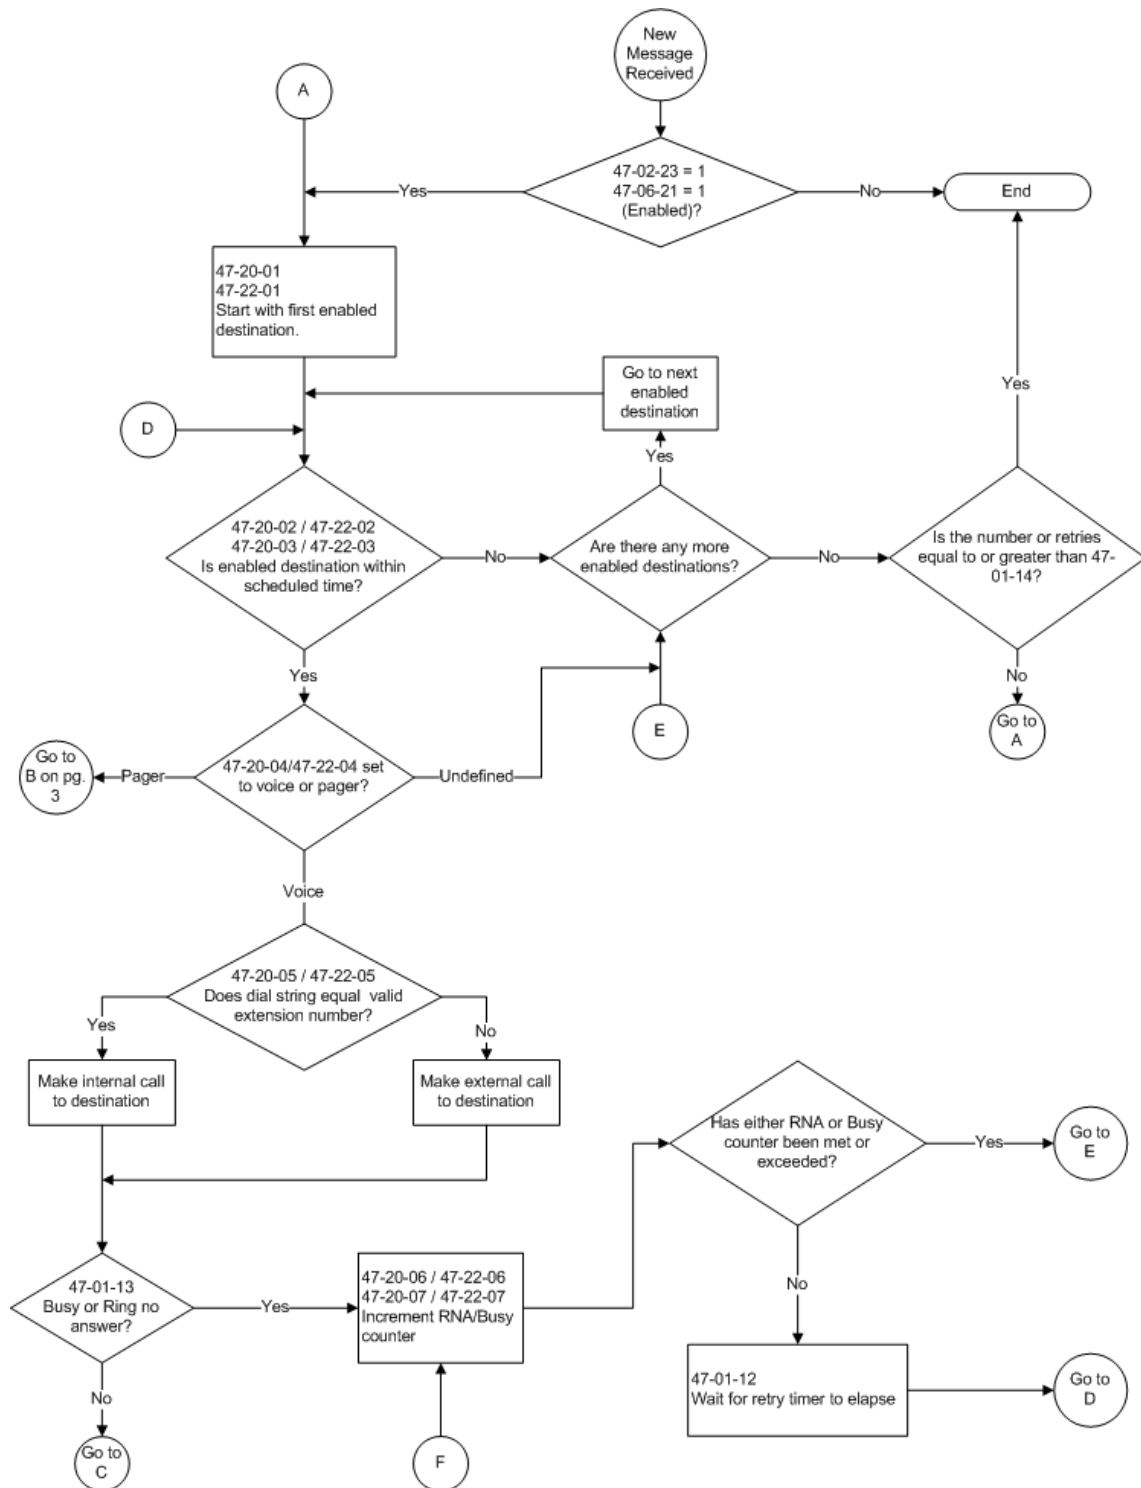 New
Message
Received
A
47-02-23 = 1
47-06-21 = 1
(Enabled)?
Yes
No
End
47-20-01
47-22-01
Start with first enabled
destination.
Go to next
enabled
destination
Yes
D
Yes
47-20-02 / 47-22-02
47-20-03 / 47-22-03
Is enabled destination within
scheduled time?
No
Are there any more
enabled destinations?
No
Is the number or retries
equal to or greater than 47-
01-14?
Yes
No
E
Go to
A
Go to
B on pg.
3
Pager
47-20-04/47-22-04 set
to voice or pager?
Undefined
Voice
47-20-05 / 47-22-05
Does dial string equal  valid
extension number?
Yes
No
Make internal call
to destination
Make external call
to destination
Has either RNA or Busy
counter been met or
exceeded?
Yes
Go to
E
47-01-13
Busy or Ring no
answer?
Yes
47-20-06 / 47-22-06
47-20-07 / 47-22-07
Increment RNA/Busy
counter
No
No
47-01-12
Wait for retry timer to elapse
Go to
D
Go to
C
F